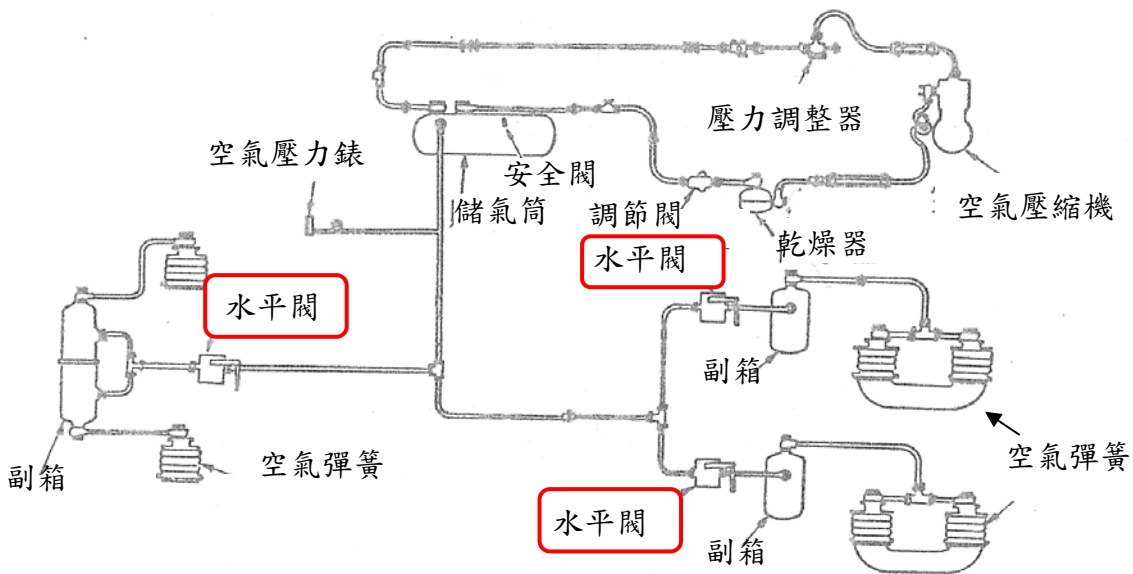 壓力調整器
空氣壓力錶
安全閥
儲氣筒
調節閥
空氣壓縮機
乾燥器
水平閥
水平閥
副箱
空氣彈簧
空氣彈簧
副箱
水平閥
副箱